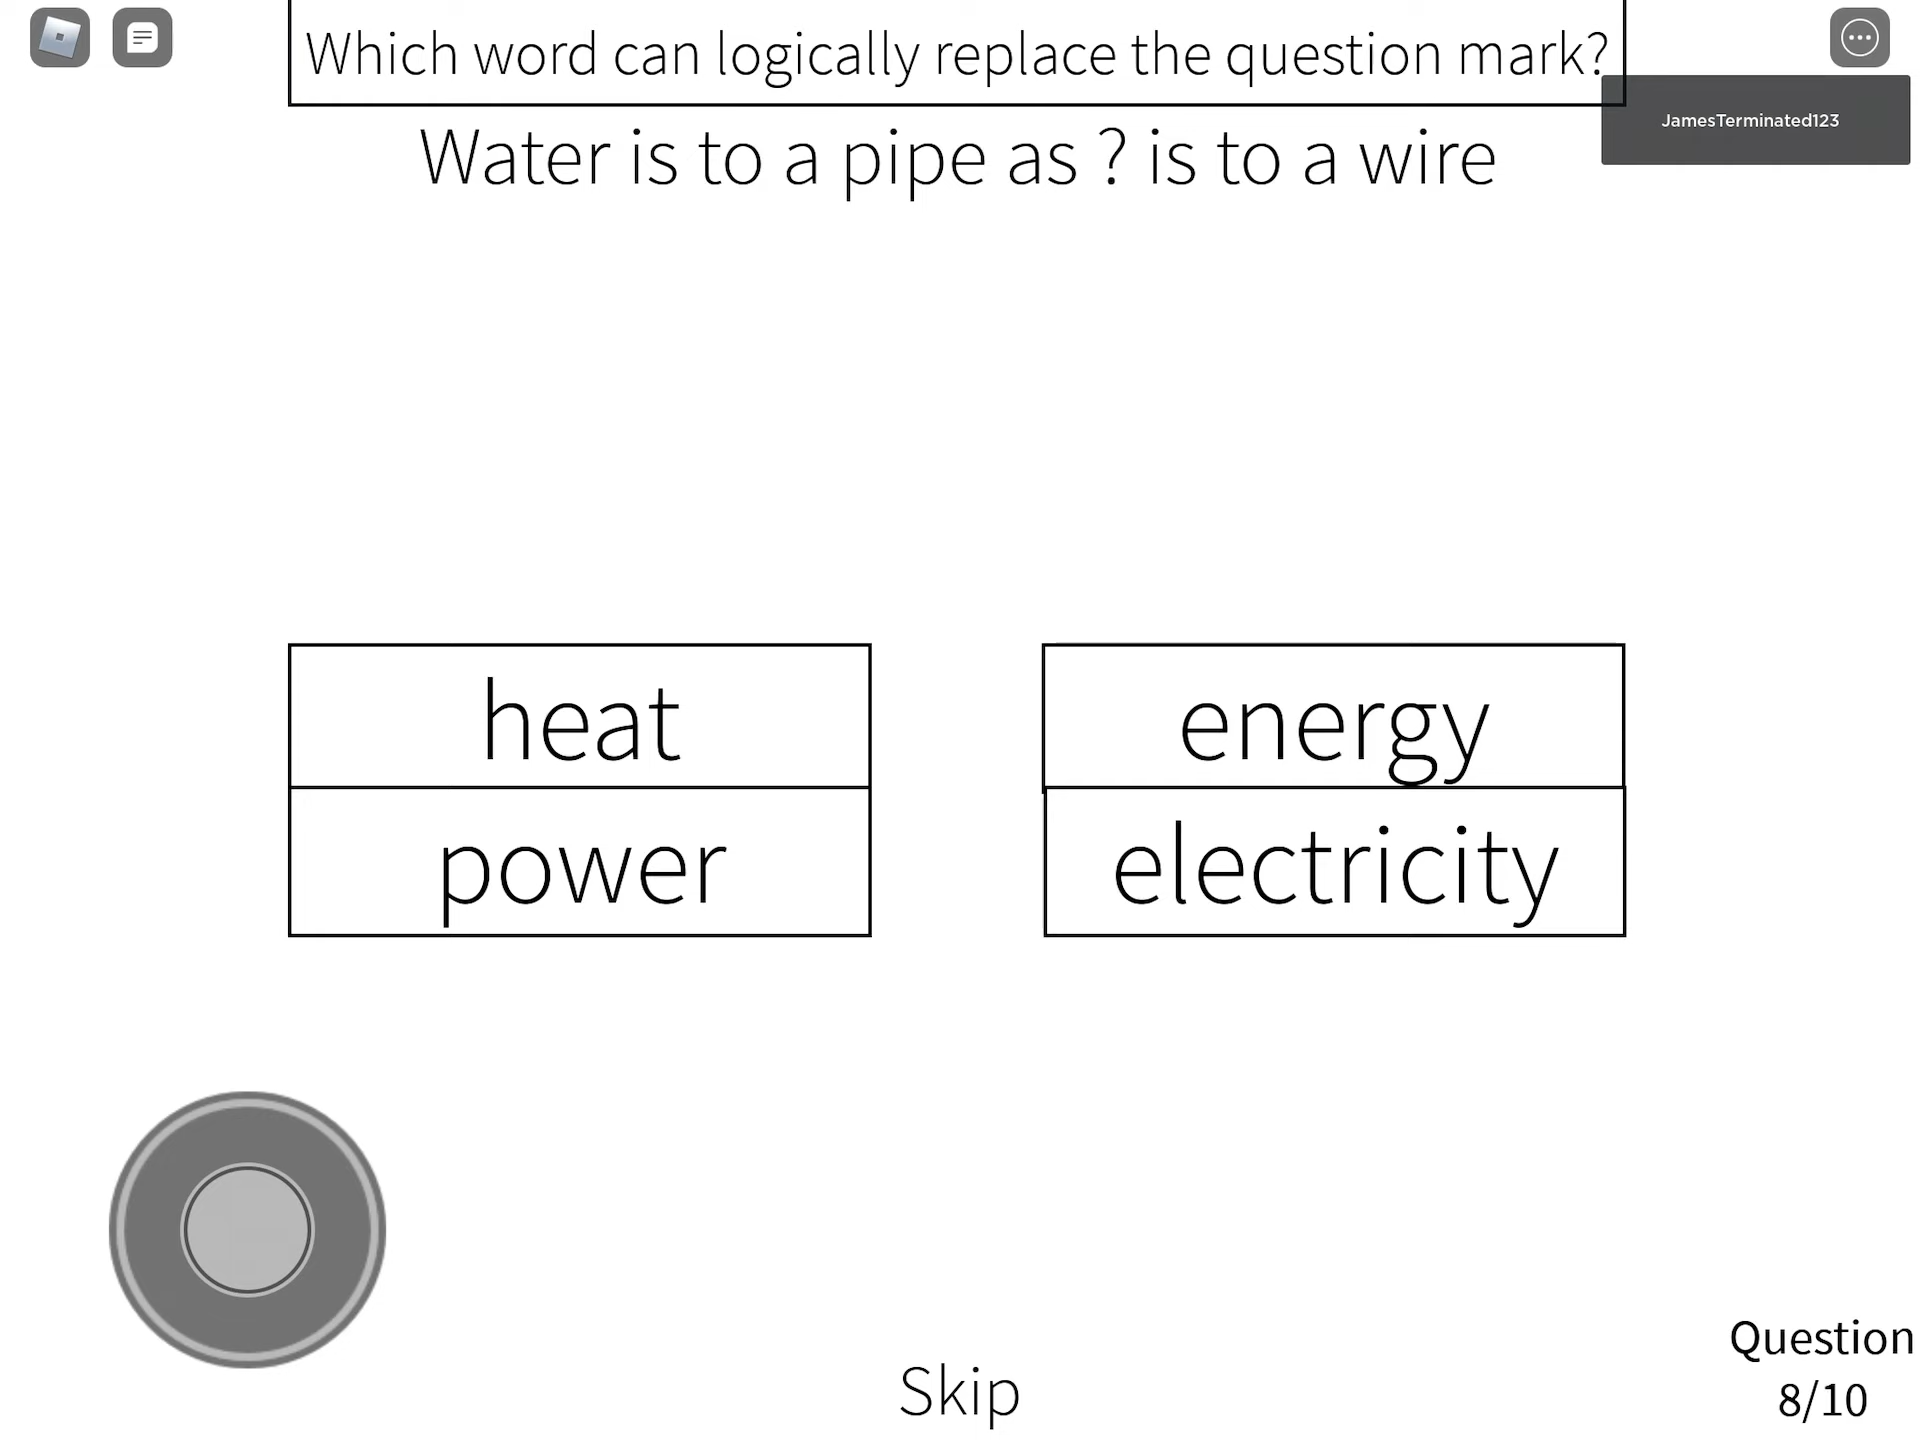 Which word can logically replace the question mark?
JamesTerminated123
Water is to a pipe as ? is to a wire
heat
energy
power
electricity
Skip
Question
8/10